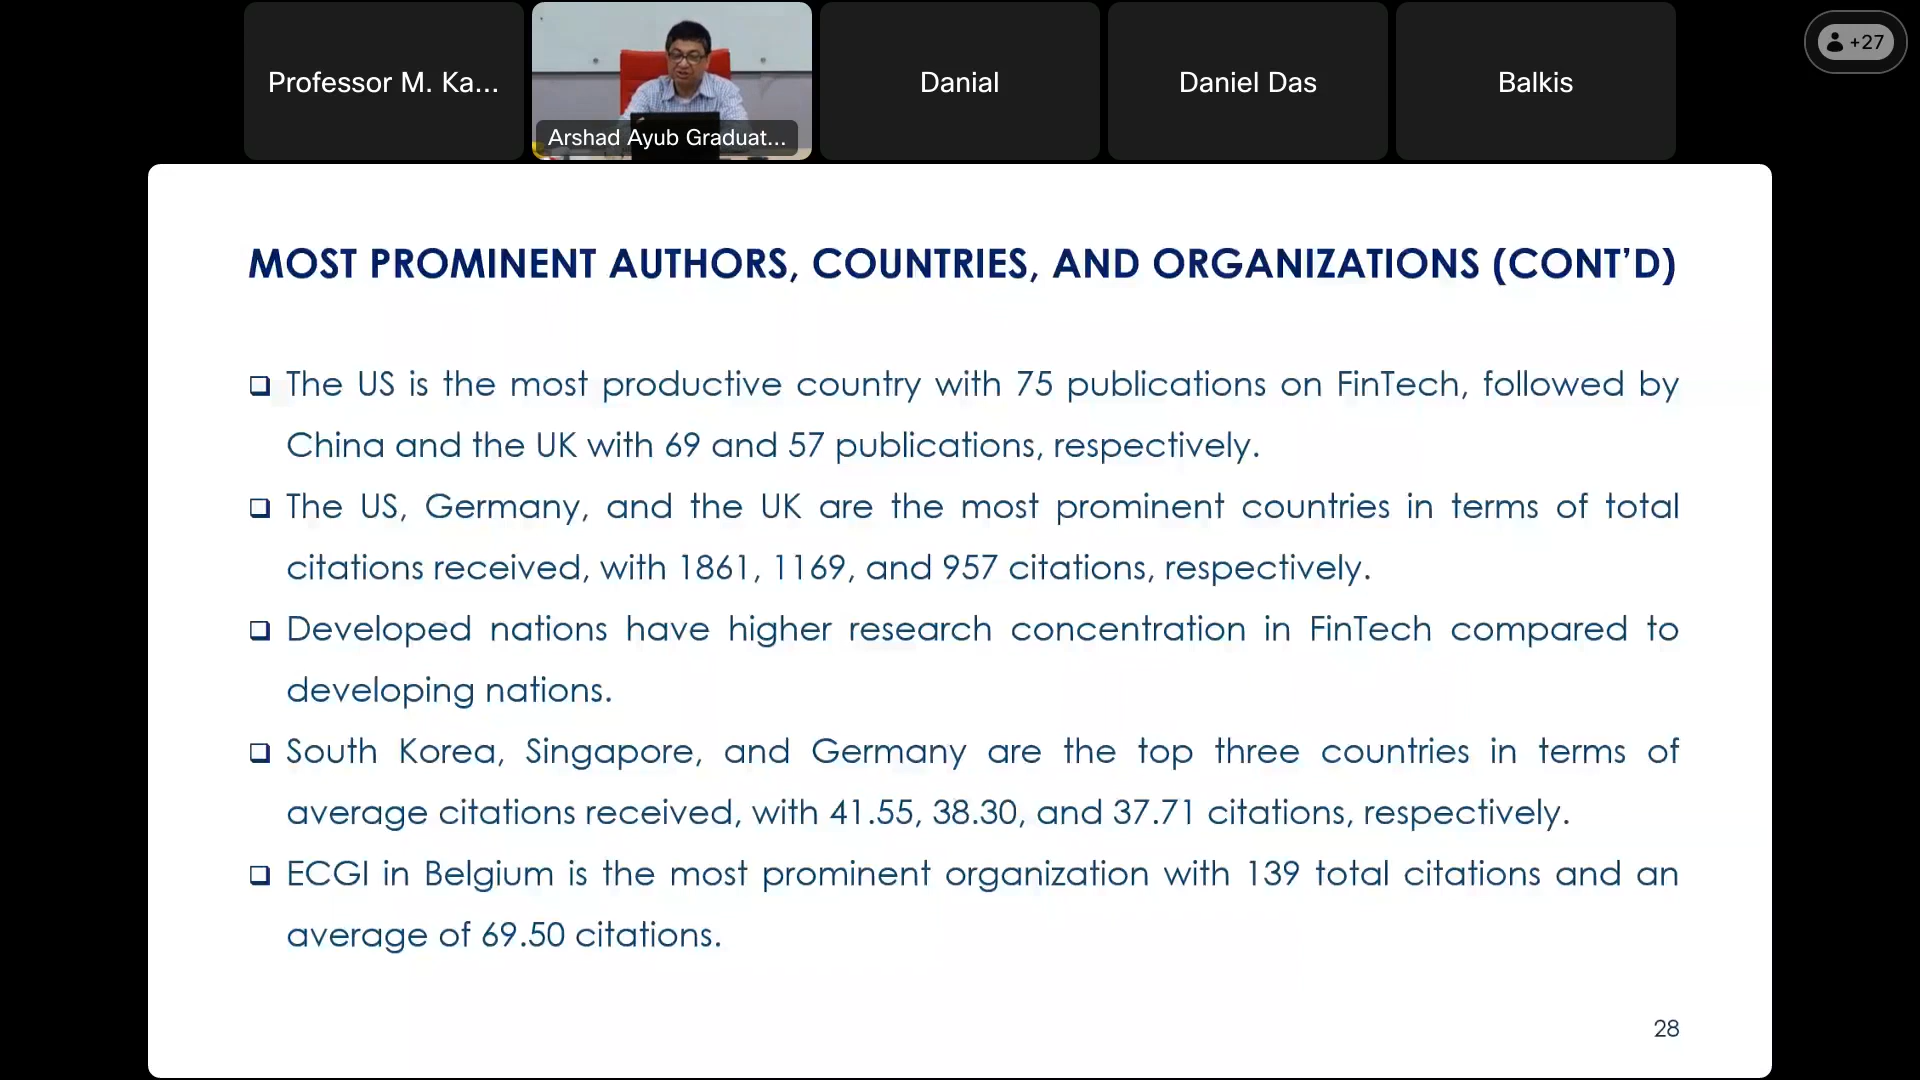 Professor M. Ka...
Arshad Ayub Graduat...
Danial
Daniel Das
Balkis
+27
MOST PROMINENT AUTHORS, COUNTRIES, AND ORGANIZATIONS (CONT’D)
The US is the most productive country with 75 publications on FinTech, followed by
China and the UK with 69 and 57 publications, respectively.
The US, Germany, and the UK are the most prominent countries in terms of total
citations received, with 1861, 1169, and 957 citations, respectively.
Developed nations have higher research concentration in FinTech compared to
developing nations.
South Korea, Singapore, and Germany are the top three countries in terms of
average citations received, with 41.55, 38.30, and 37.71 citations, respectively.
ECGI in Belgium is the most prominent organization with 139 total citations and an
average of 69.50 citations.
28